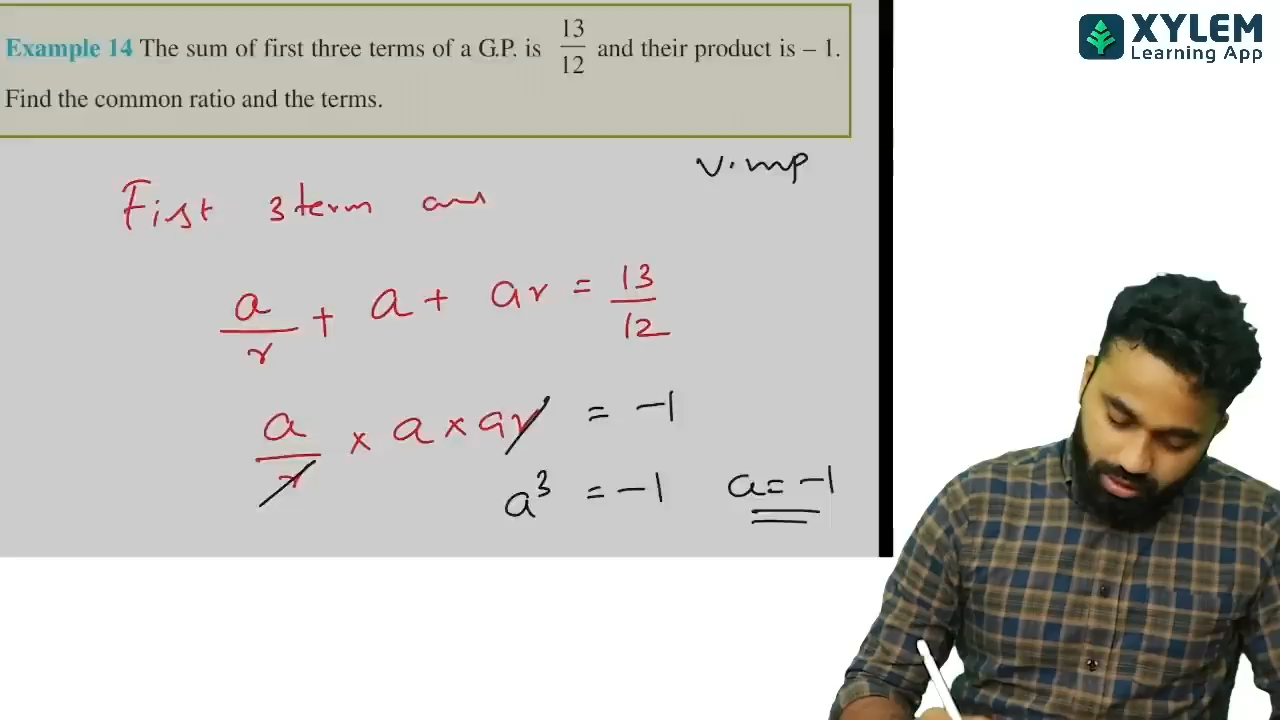 XYLEM
Learning App
Example 14 The sum of first three terms of a G.P. is 13/12 and their product is – 1.
Find the common ratio and the terms.
v.imp
First 3 term are
a/r + a + ar = 13/12
a/r × a × ar = -1
a³ = -1 a = -1